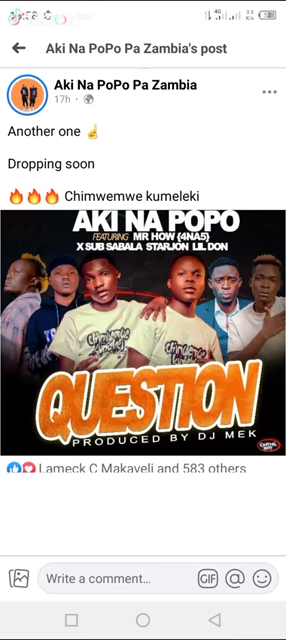 Aki Na PoPo Pa Zambia's post
Aki Na PoPo Pa Zambia
17h ·
Another one ☝
Dropping soon
🔥🔥🔥 Chimwemwe kumeleki
AKI NA POPO
FEATURING MR HOW {4NA5}
X SUB SABALA STARJON LIL DON
QUESTION
PRODUCED BY DJ MEK
Lameck C Makaveli and 583 others
Write a comment...
GIF